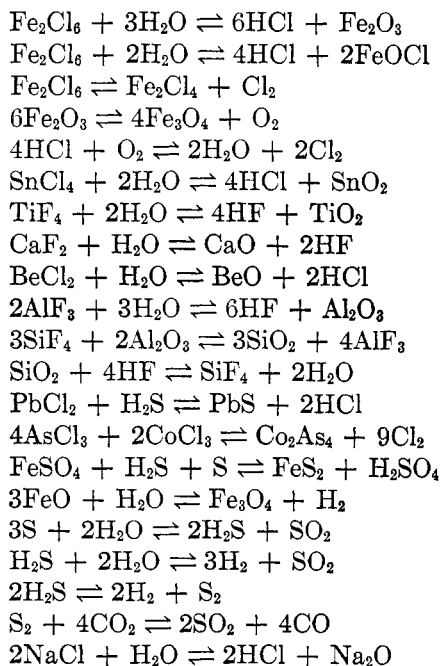 Fe₂Cl₆ + 3H₂O ⇌ 6HCl + Fe₂O₃
Fe₂Cl₆ + 2H₂O ⇌ 4HCl + 2FeOCl
Fe₂Cl₆ ⇌ Fe₂Cl₄ + Cl₂
6Fe₂O₃ ⇌ 4Fe₃O₄ + O₂
4HCl + O₂ ⇌ 2H₂O + 2Cl₂
SnCl₄ + 2H₂O ⇌ 4HCl + SnO₂
TiF₄ + 2H₂O ⇌ 4HF + TiO₂
CaF₂ + H₂O ⇌ CaO + 2HF
BeCl₂ + H₂O ⇌ BeO + 2HCl
2AlF₃ + 3H₂O ⇌ 6HF + Al₂O₃
3SiF₄ + 2Al₂O₃ ⇌ 3SiO₂ + 4AlF₃
SiO₂ + 4HF ⇌ SiF₄ + 2H₂O
PbCl₂ + H₂S ⇌ PbS + 2HCl
4AsCl₃ + 2CoCl₃ ⇌ Co₂As₄ + 9Cl₂
FeSO₄ + H₂S + S ⇌ FeS₂ + H₂SO₄
3FeO + H₂O ⇌ Fe₃O₄ + H₂
3S + 2H₂O ⇌ 2H₂S + SO₂
H₂S + 2H₂O ⇌ 3H₂ + SO₂
2H₂S ⇌ 2H₂ + S₂
S₂ + 4CO₂ ⇌ 2SO₂ + 4CO
2NaCl + H₂O ⇌ 2HCl + Na₂O